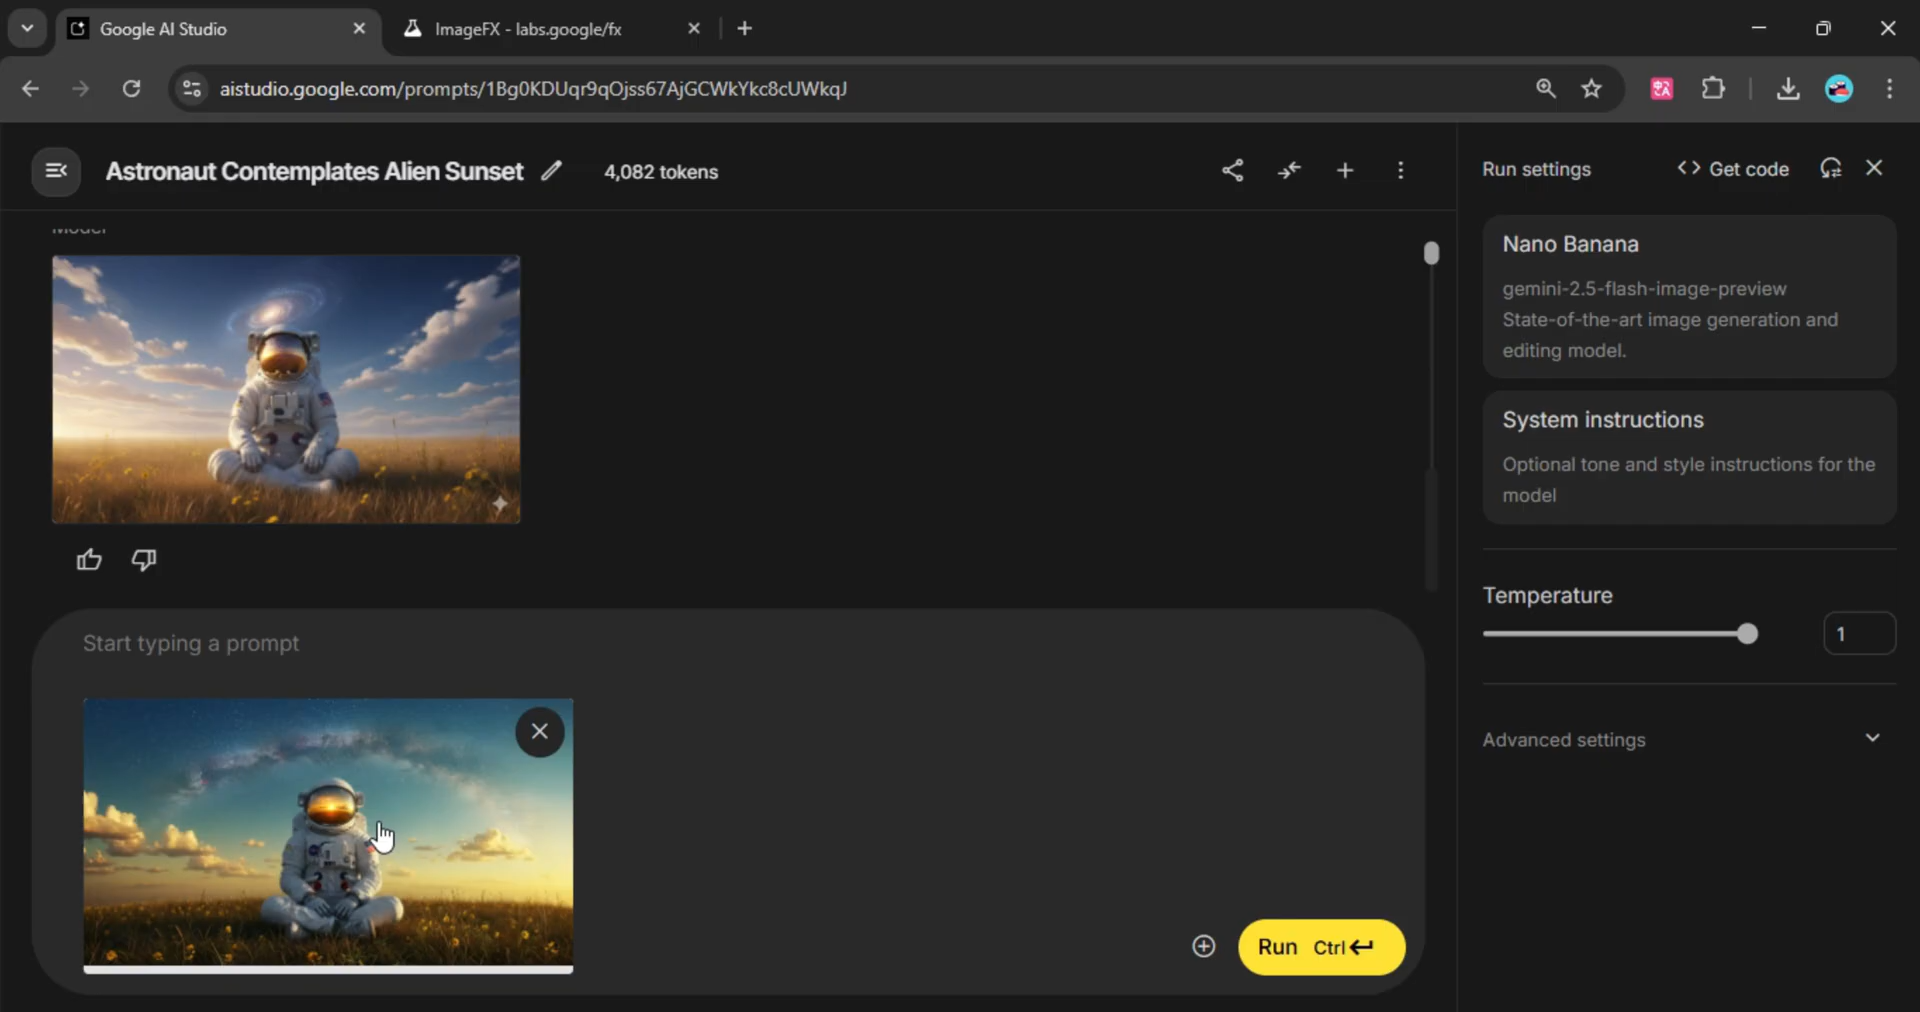 Google AI Studio
ImageFX - labs.google/fx
aistudio.google.com/prompts/1Bg0KDUqr9qOjss67AjGCWkYkc8cUWkqJ
Astronaut Contemplates Alien Sunset
4,082 tokens
Run settings
Get code
Model
Nano Banana
gemini-2.5-flash-image-preview
State-of-the-art image generation and
editing model.
System instructions
Optional tone and style instructions for the
model
Temperature
1
Start typing a prompt
Advanced settings
Run Ctrl